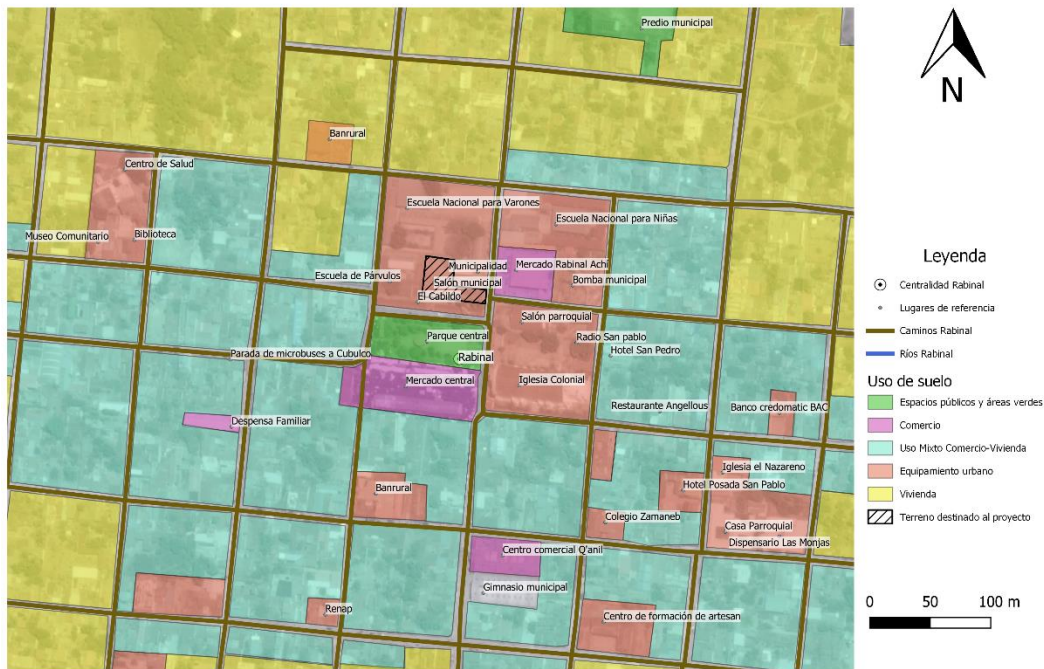 Predio municipal
N
Banrural
Centro de Salud
Escuela Nacional para Varones
Escuela Nacional para Niñas
Museo Comunitario
Biblioteca
Escuela de Párvulos
Municipalidad
Mercado Rabinal Achí
Salón municipal
Bomba municipal
El Cabildo
Salón parroquial
Parque central
Radio San pablo
Parada de microbuses a Cubulco
Rabinal
Hotel San Pedro
Mercado central
Iglesia Colonial
Restaurante Angellous
Banco credomatic BAC
Despensa Familiar
Iglesia el Nazareno
Banrural
Hotel Posada San Pablo
Colegio Zamaneb
Casa Parroquial
Dispensario Las Monjas
Centro comercial Q'anil
Gimnasio municipal
Renap
Centro de formación de artesan
Leyenda
Centralidad Rabinal
Lugares de referencia
Caminos Rabinal
Ríos Rabinal
Uso de suelo
Espacios públicos y áreas verdes
Comercio
Uso Mixto Comercio-Vivienda
Equipamiento urbano
Vivienda
Terreno destinado al proyecto
0 50 100 m